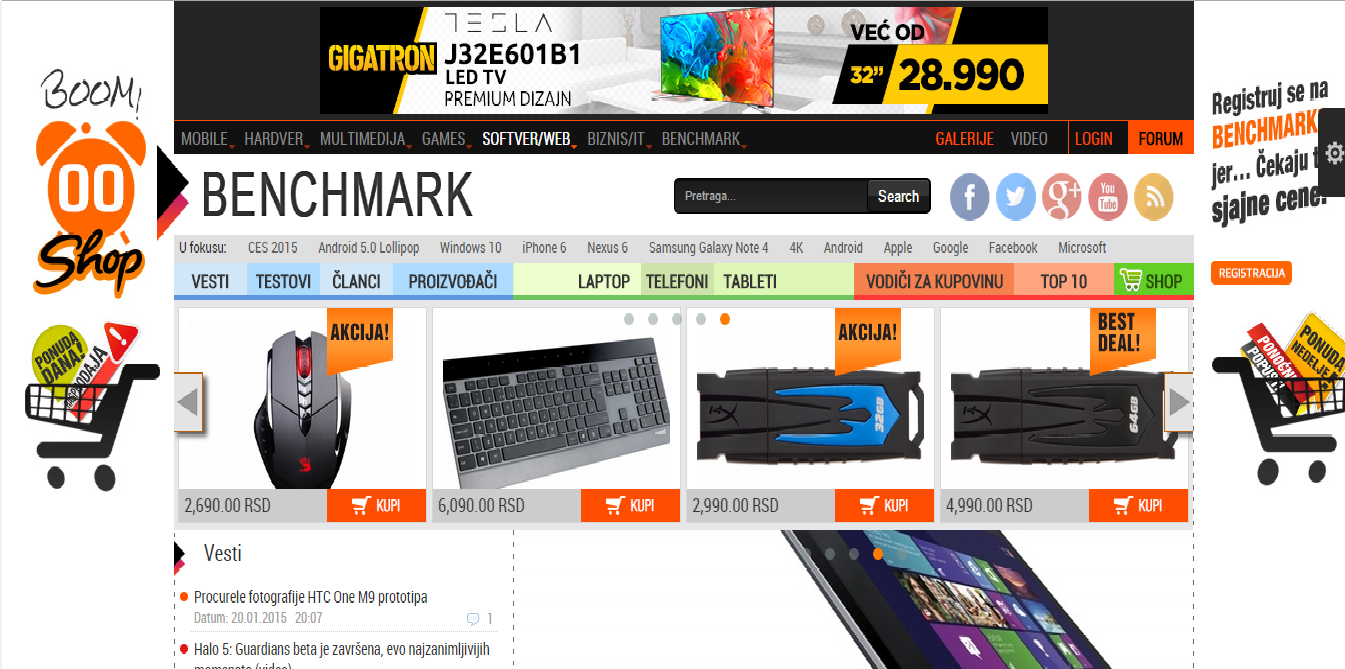 BOOM!
00
Shop
PONUDA DANA!
TESLA
GIGATRON
J32E601B1
LED TV
PREMIUM DIZAJN
VEĆ OD
32” 28.990
MOBILE HARDVER MULTIMEDIJA GAMES SOFTVER/WEB BIZNIS/IT BENCHMARK GALERIJE VIDEO LOGIN FORUM
BENCHMARK
Pretraga... Search
f g+ You Tube
U fokusu: CES 2015 Android 5.0 Lollipop Windows 10 iPhone 6 Nexus 6 Samsung Galaxy Note 4 4K Android Apple Google Facebook Microsoft
VESTI TESTOVI ČLANCI PROIZVOĐAČI LAPTOP TELEFONI TABLETI VODIČI ZA KUPOVINU TOP 10 SHOP
AKCIJA! AKCIJA! BEST
DEAL!
32GB 64GB
2,690.00 RSD KUPI 6,090.00 RSD KUPI 2,990.00 RSD KUPI 4,990.00 RSD KUPI
Vesti
Procurele fotografije HTC One M9 prototipa
Datum: 20.01.2015 20:07 1
Halo 5: Guardians beta je završena, evo najzanimljivijih
momenata (video)
Registruj se na
BENCHMARK
jer... Čekaju t
sjajne cene!
REGISTRACIJA
PONUDA
NEDELJE